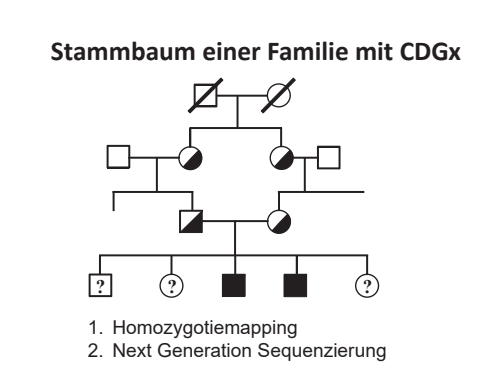 Stammbaum einer Familie mit CDGx
? ? ?
1. Homozygotiemapping
2. Next Generation Sequenzierung